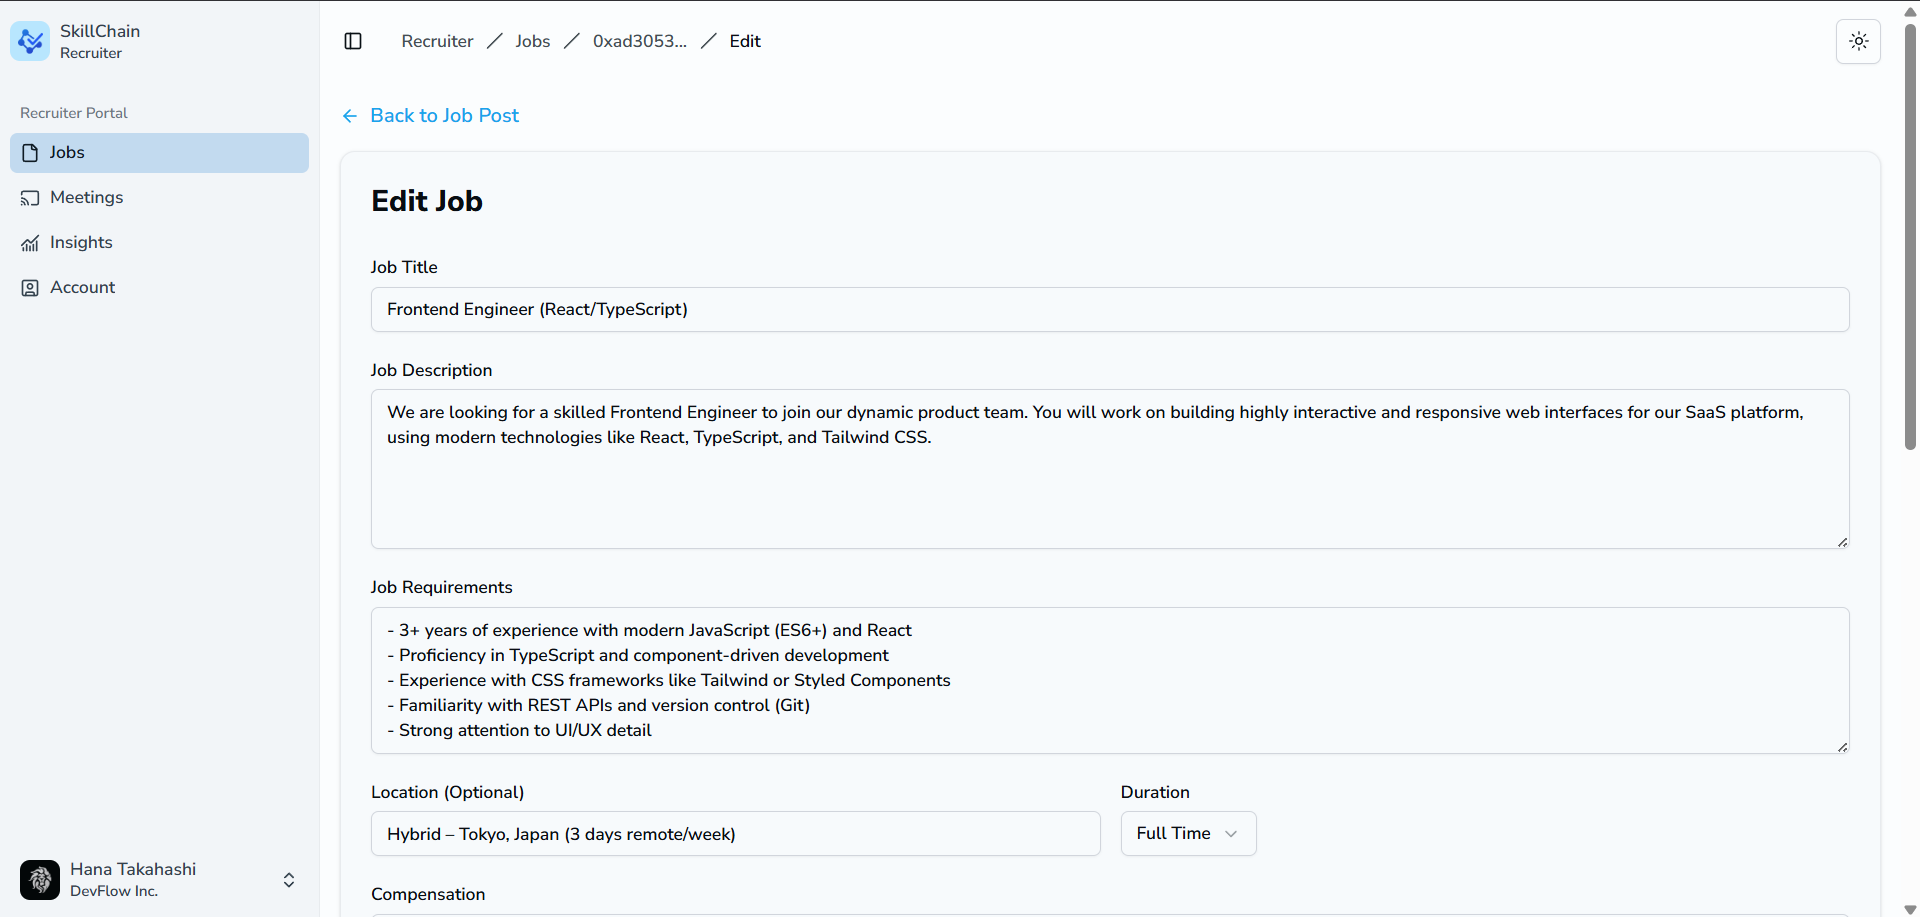 SkillChain
Recruiter
Recruiter Portal
Jobs
Meetings
Insights
Account
Hana Takahashi
DevFlow Inc.
Recruiter / Jobs / 0xad3053... / Edit
Back to Job Post
Edit Job
Job Title
Frontend Engineer (React/TypeScript)
Job Description
We are looking for a skilled Frontend Engineer to join our dynamic product team. You will work on building highly interactive and responsive web interfaces for our SaaS platform,
using modern technologies like React, TypeScript, and Tailwind CSS.
Job Requirements
- 3+ years of experience with modern JavaScript (ES6+) and React
- Proficiency in TypeScript and component-driven development
- Experience with CSS frameworks like Tailwind or Styled Components
- Familiarity with REST APIs and version control (Git)
- Strong attention to UI/UX detail
Location (Optional)
Hybrid – Tokyo, Japan (3 days remote/week)
Duration
Full Time
Compensation